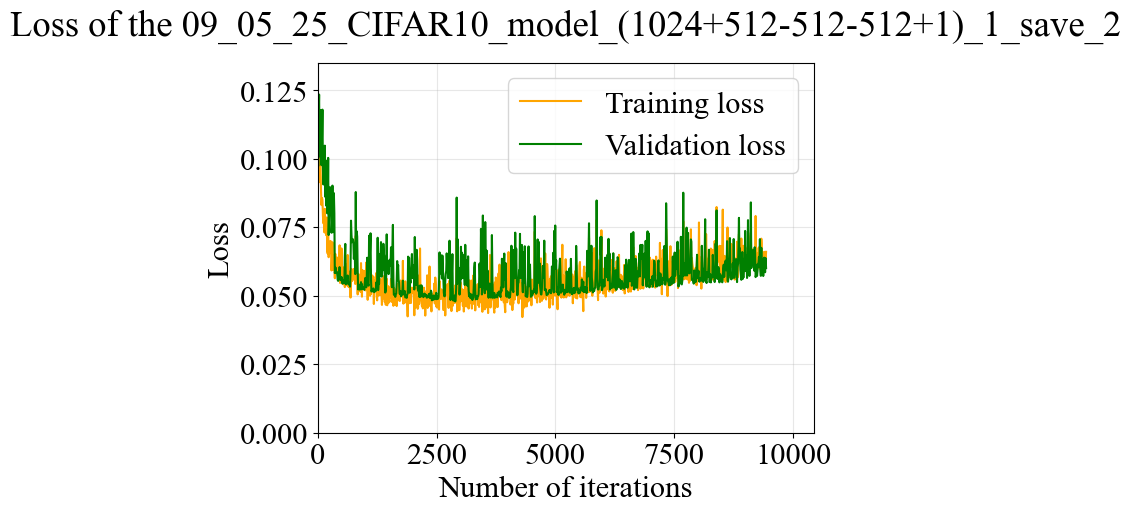 Loss of the 09_05_25_CIFAR10_model_(1024+512-512-512+1)_1_save_2
0.125
0.100
0.075
0.050
0.025
0.000
Loss
Training loss
Validation loss
0 2500 5000 7500 10000
Number of iterations